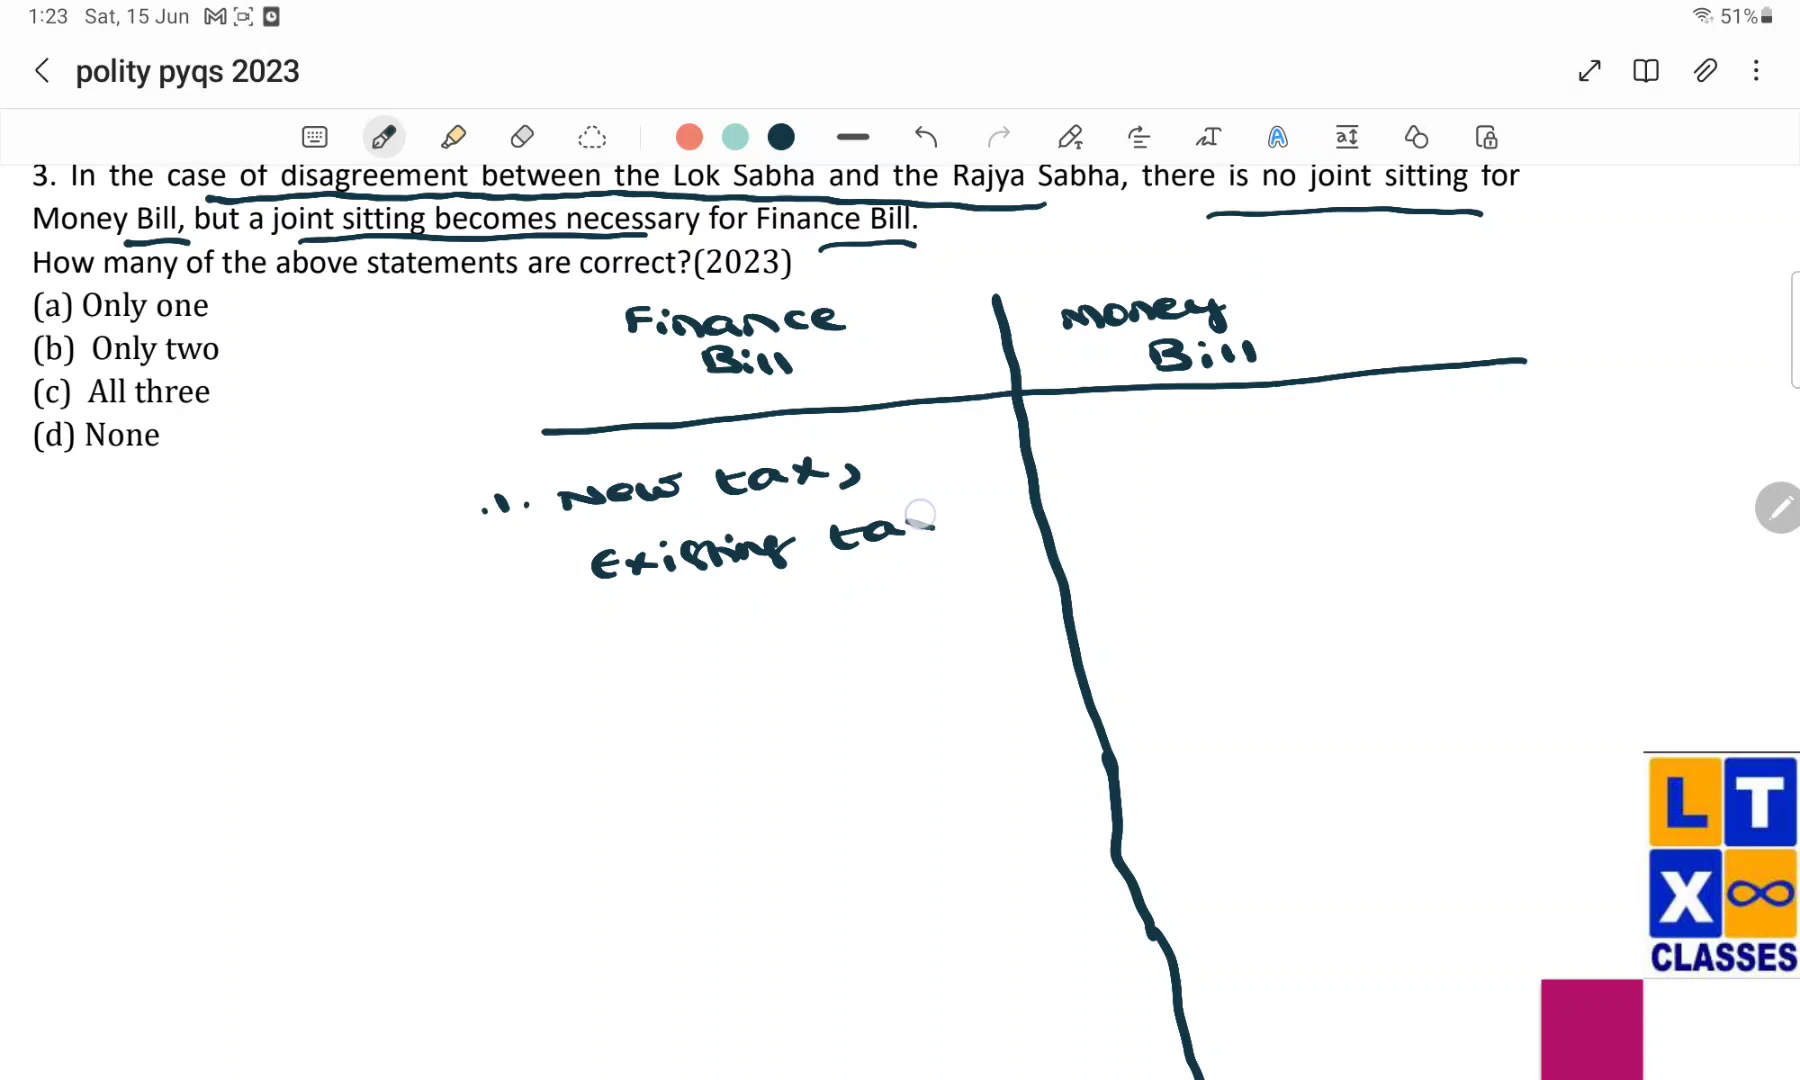 1:23 Sat, 15 Jun
51%
polity pyqs 2023
3. In the case of disagreement between the Lok Sabha and the Rajya Sabha, there is no joint sitting for
Money Bill, but a joint sitting becomes necessary for Finance Bill.
How many of the above statements are correct?(2023)
(a) Only one
(b) Only two
(c) All three
(d) None
Finance
Bill
Money
Bill
1. New tax,
Existing ta
L T
X ∞
CLASSES